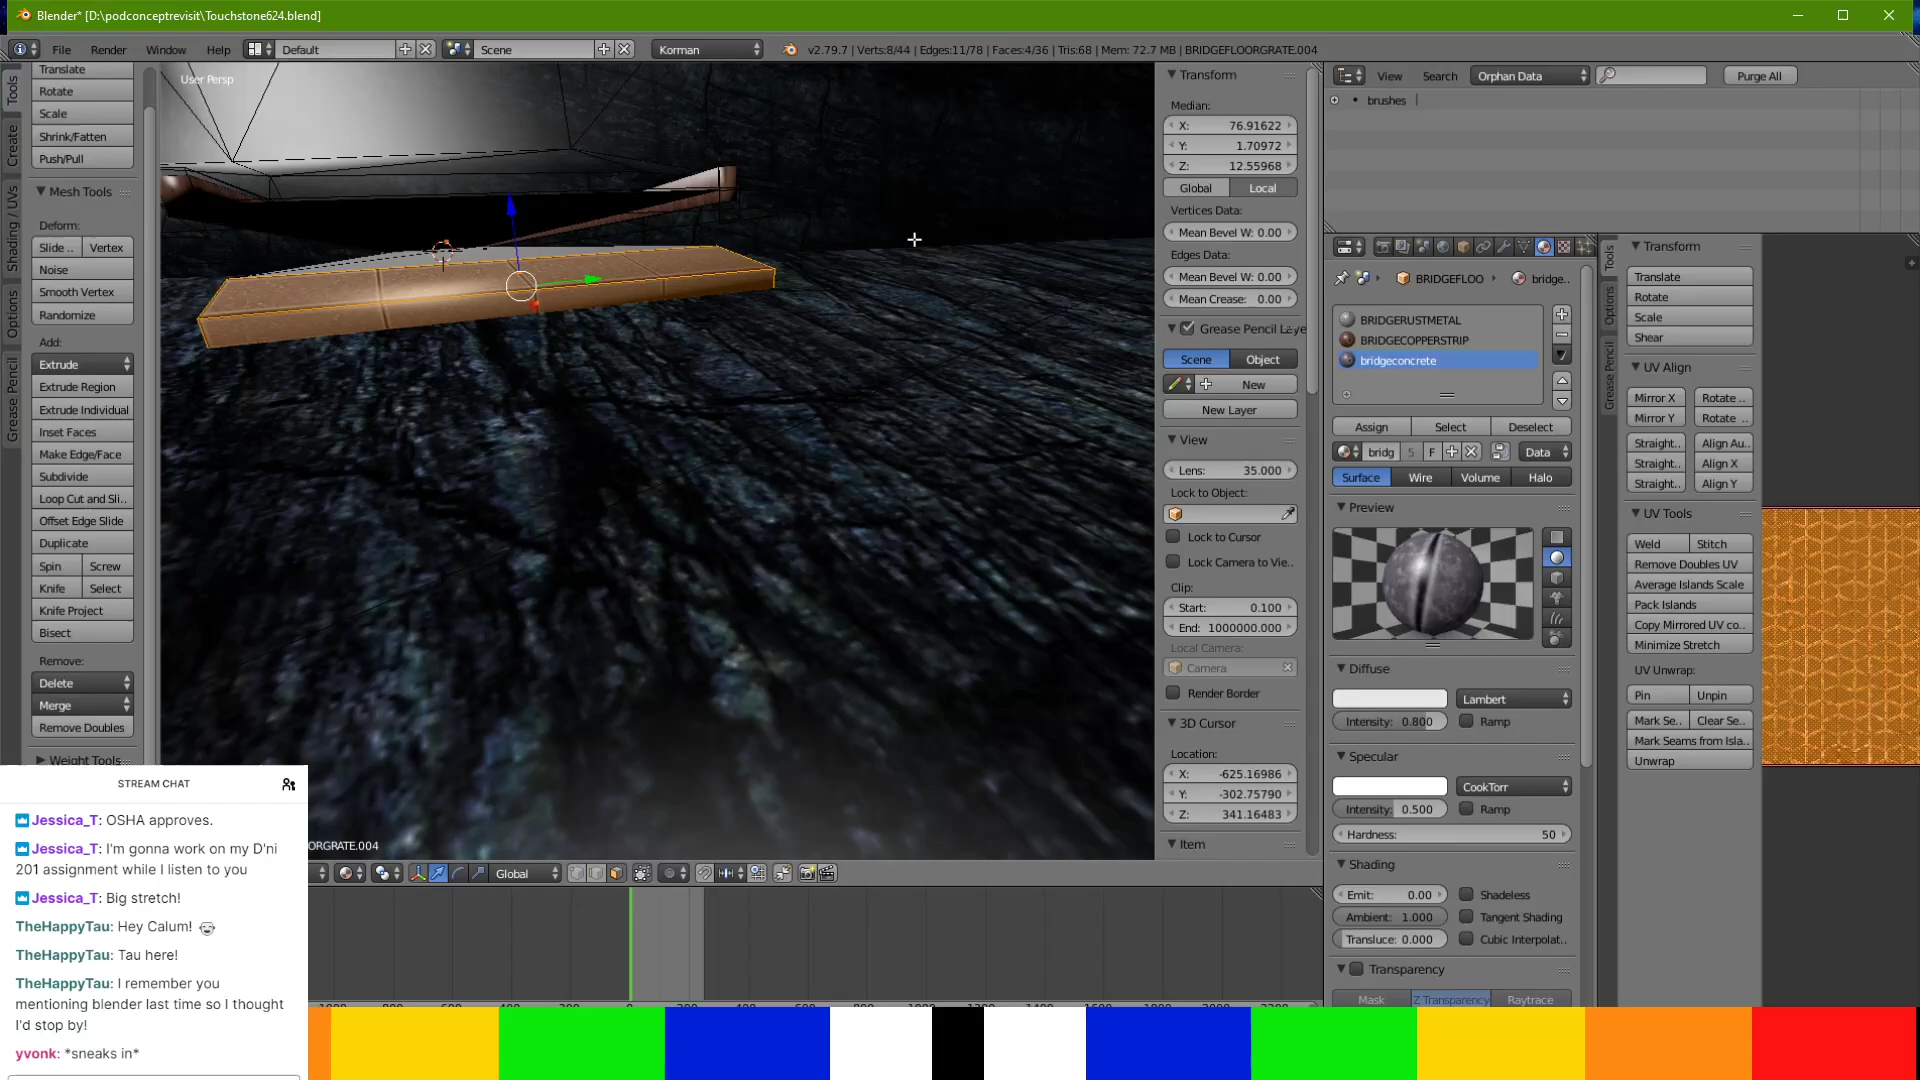 Blender* [D:\podconceptrevisit\Touchstone624.blend]
File Render Window Help Default Scene Korman v2.79.7 | Verts:8/44 | Edges:11/78 | Faces:4/36 | Tris:68 | Mem: 72.7 MB | BRIDGEFLOORGRATE.004
Tools
Create
Shading / UVs
Options
Grease Pencil
Translate
Rotate
Scale
Shrink/Fatten
Push/Pull
Mesh Tools
Deform:
Slide .. Vertex
Noise
Smooth Vertex
Randomize
Add:
Extrude
Extrude Region
Extrude Individual
Inset Faces
Make Edge/Face
Subdivide
Loop Cut and Sli..
Offset Edge Slide
Duplicate
Spin Screw
Knife Select
Knife Project
Bisect
Remove:
Delete
Merge
Remove Doubles
Weight Tools
User Persp
ORGRATE.004
Global
Transform
Median:
X: 76.91622
Y: 1.70972
Z: 12.55968
Global Local
Vertices Data:
Mean Bevel W: 0.00
Edges Data:
Mean Bevel W: 0.00
Mean Crease: 0.00
Grease Pencil Laye
Scene Object
New
New Layer
View
Lens: 35.000
Lock to Object:
Lock to Cursor
Lock Camera to Vie..
Clip:
Start: 0.100
End: 1000000.000
Local Camera:
Camera
Render Border
3D Cursor
Location:
X: -625.16986
Y: -302.75790
Z: 341.16483
Item
View Search Orphan Data Purge All
brushes
BRIDGEFLOO bridge..
BRIDGERUSTMETAL
BRIDGECOPPERSTRIP
bridgeconcrete
Assign Select Deselect
bridg 5 F Data
Surface Wire Volume Halo
Preview
Diffuse
Lambert
Intensity: 0.800 Ramp
Specular
CookTorr
Intensity: 0.500 Ramp
Hardness: 50
Shading
Emit: 0.00 Shadeless
Ambient: 1.000 Tangent Shading
Transluce: 0.000 Cubic Interpolat..
Transparency
Mask Z Transparency Raytrace
Tools
Options
Grease Pencil
Transform
Translate
Rotate
Scale
Shear
UV Align
Mirror X Rotate ..
Mirror Y Rotate ..
Straight.. Align Au..
Straight.. Align X
Straight.. Align Y
UV Tools
Weld Stitch
Remove Doubles UV
Average Islands Scale
Pack Islands
Copy Mirrored UV co..
Minimize Stretch
UV Unwrap:
Pin Unpin
Mark Se.. Clear Se..
Mark Seams from Isla..
Unwrap
STREAM CHAT
Jessica_T: OSHA approves.
Jessica_T: I'm gonna work on my D'ni
201 assignment while I listen to you
Jessica_T: Big stretch!
TheHappyTau: Hey Calum!
TheHappyTau: Tau here!
TheHappyTau: I remember you
mentioning blender last time so I thought
I'd stop by!
yvonk: *sneaks in*